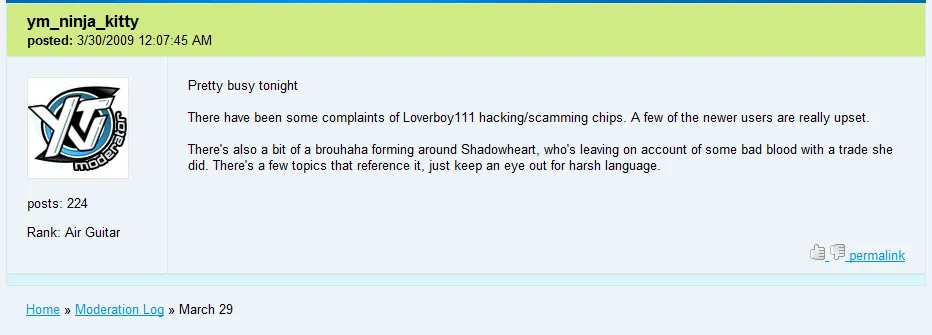 ym_ninja_kitty
posted: 3/30/2009 12:07:45 AM
YTV
moderator
posts: 224
Rank: Air Guitar
Pretty busy tonight
There have been some complaints of Loverboy111 hacking/scamming chips. A few of the newer users are really upset.
There's also a bit of a brouhaha forming around Shadowheart, who's leaving on account of some bad blood with a trade she
did. There's a few topics that reference it, just keep an eye out for harsh language.
permalink
Home » Moderation Log » March 29